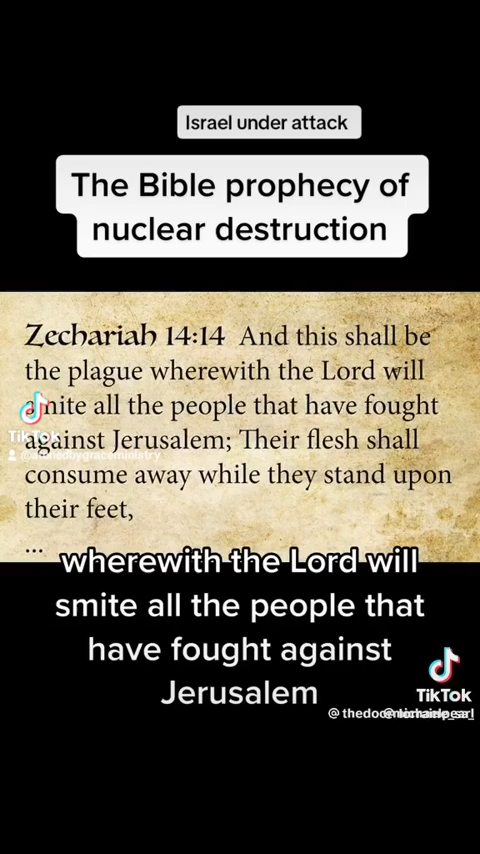 Israel under attack
The Bible prophecy of
nuclear destruction
Zechariah 14:14 And this shall be
the plague wherewith the Lord will
smite all the people that have fought
against Jerusalem; Their flesh shall
consume away while they stand upon
their feet,
...
TikTok
wherewith the Lord will
smite all the people that
have fought against
Jerusalem
TikTok